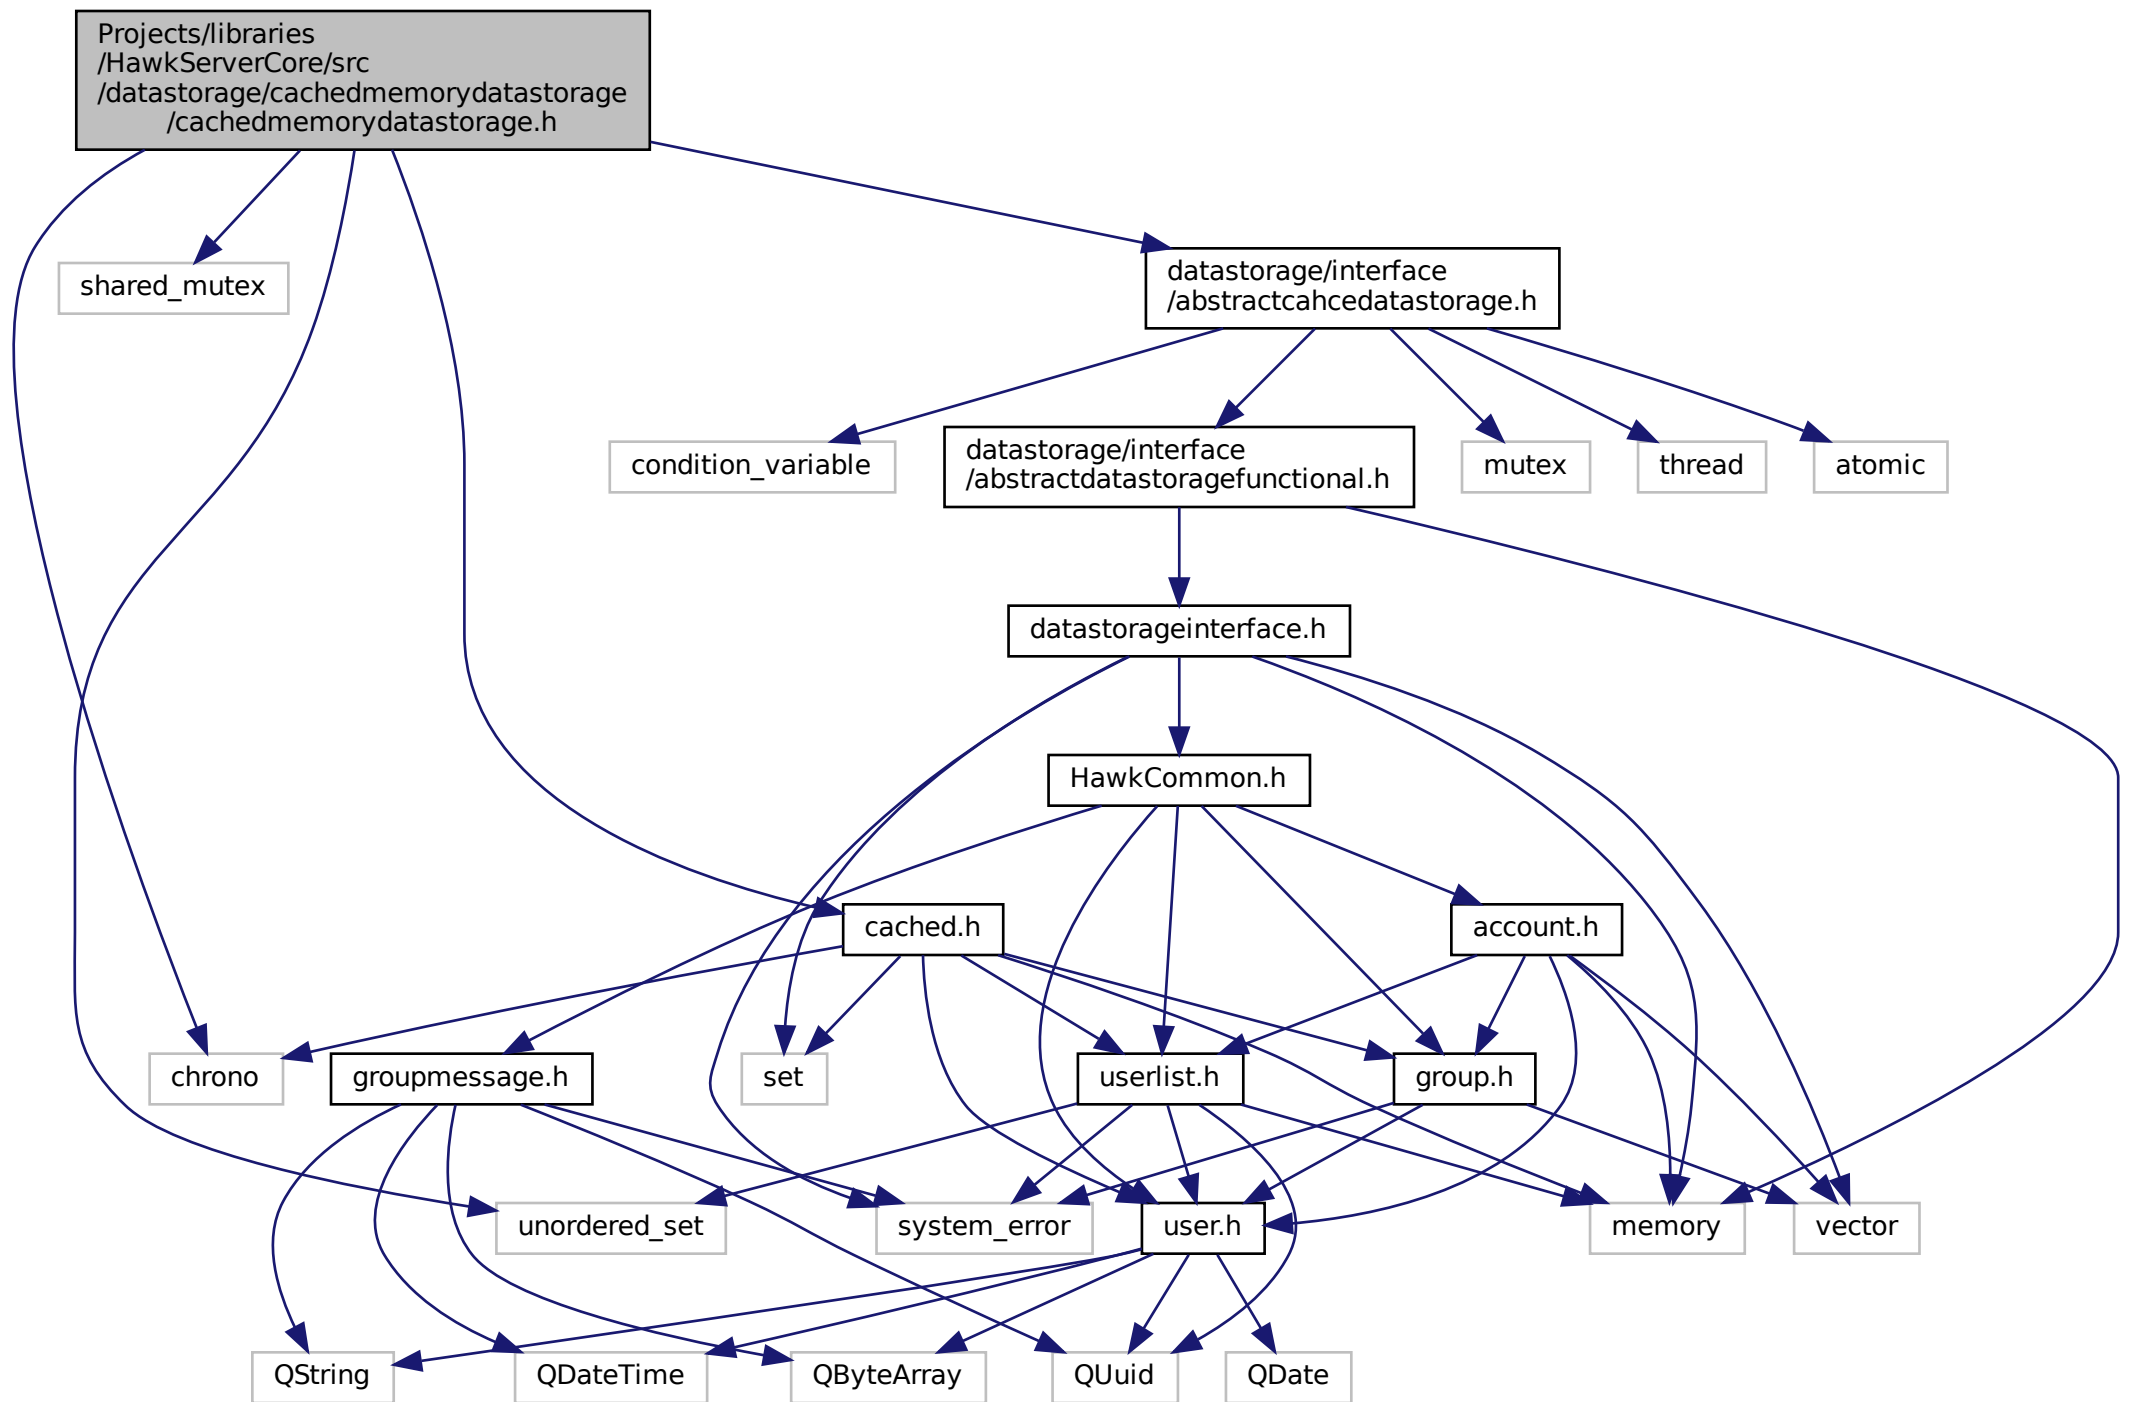 Projects/libraries
/HawkServerCore/src
/datastorage/cachedmemorydatastorage
/cachedmemorydatastorage.h
shared_mutex
datastorage/interface
/abstractcahcedatastorage.h
condition_variable
datastorage/interface
/abstractdatastoragefunctional.h
mutex
thread
atomic
datastorageinterface.h
HawkCommon.h
cached.h
account.h
chrono
groupmessage.h
set
userlist.h
group.h
unordered_set
system_error
user.h
memory
vector
QString
QDateTime
QByteArray
QUuid
QDate